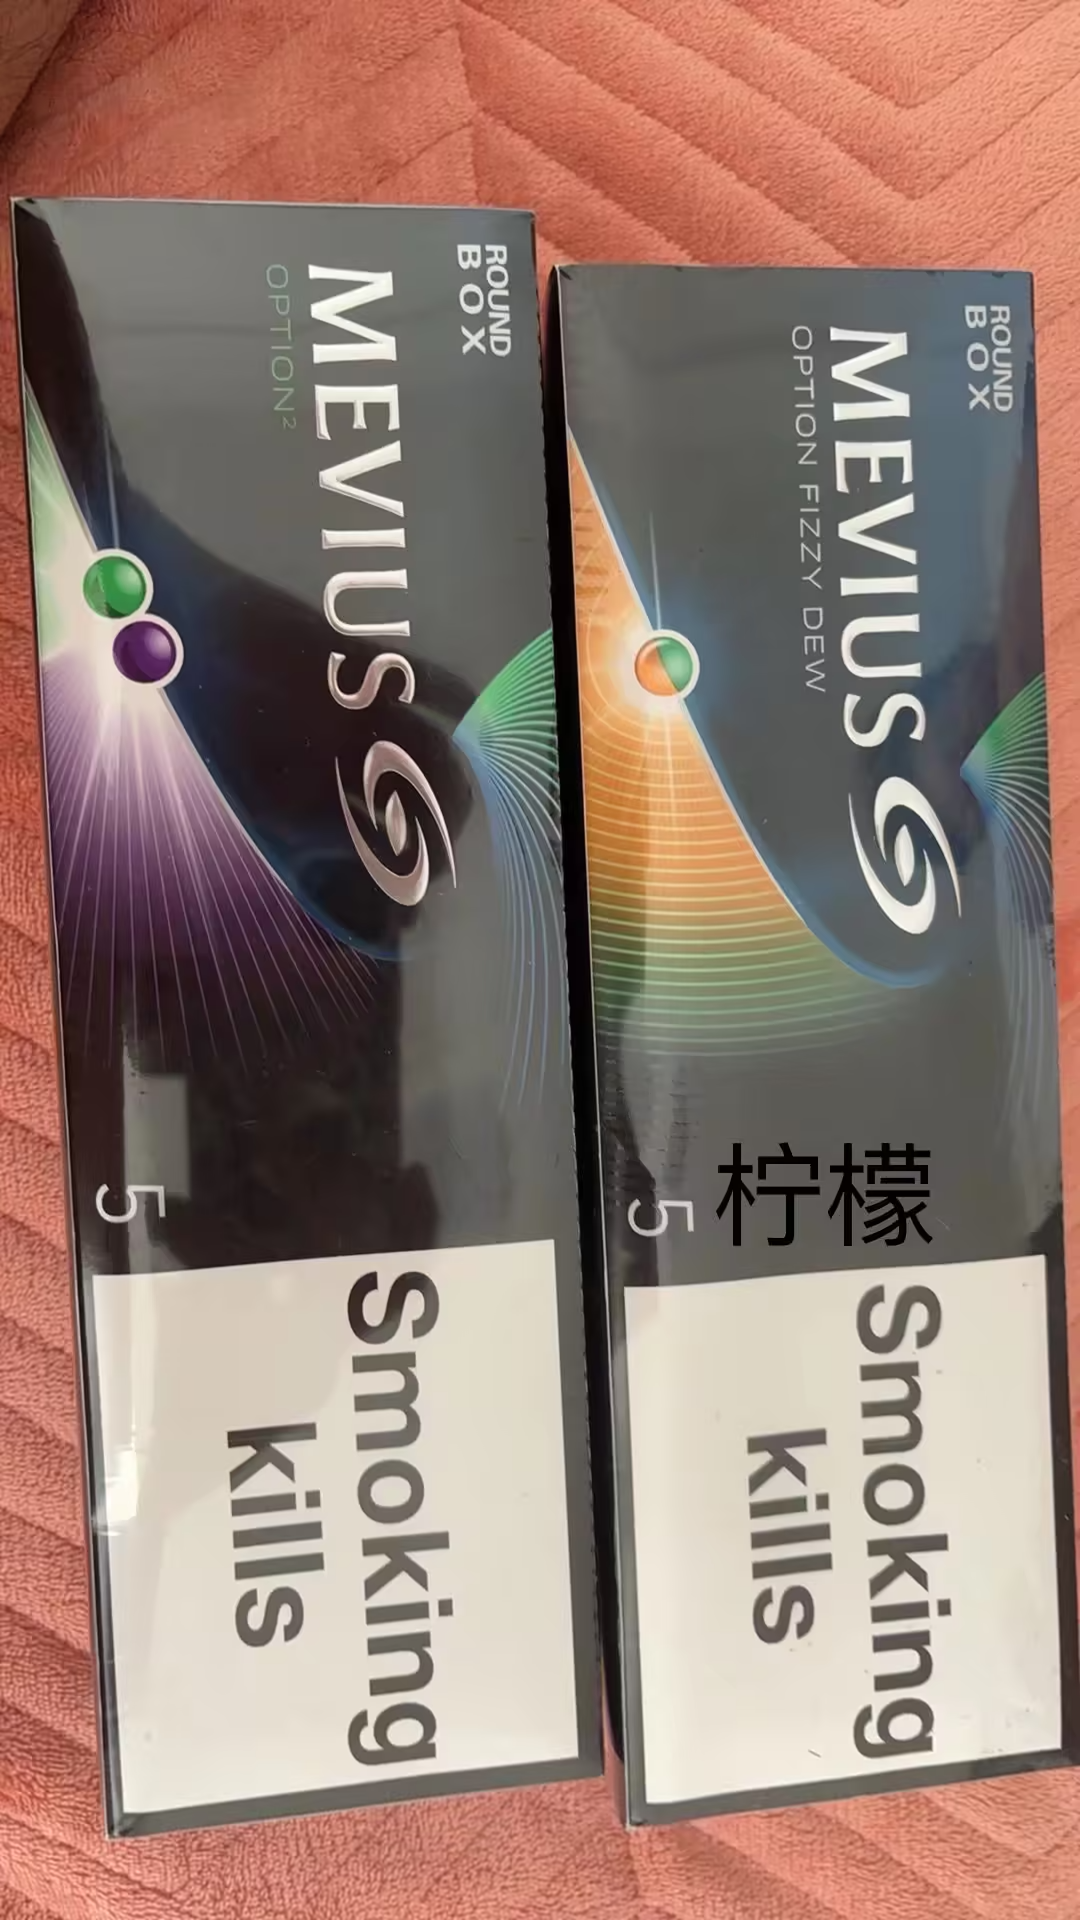 ROUND
BOX
MEVIUS
OPTION²
5
Smoking
kills
ROUND
BOX
MEVIUS
OPTION FIZZY DEW
5
柠檬
Smoking
kills